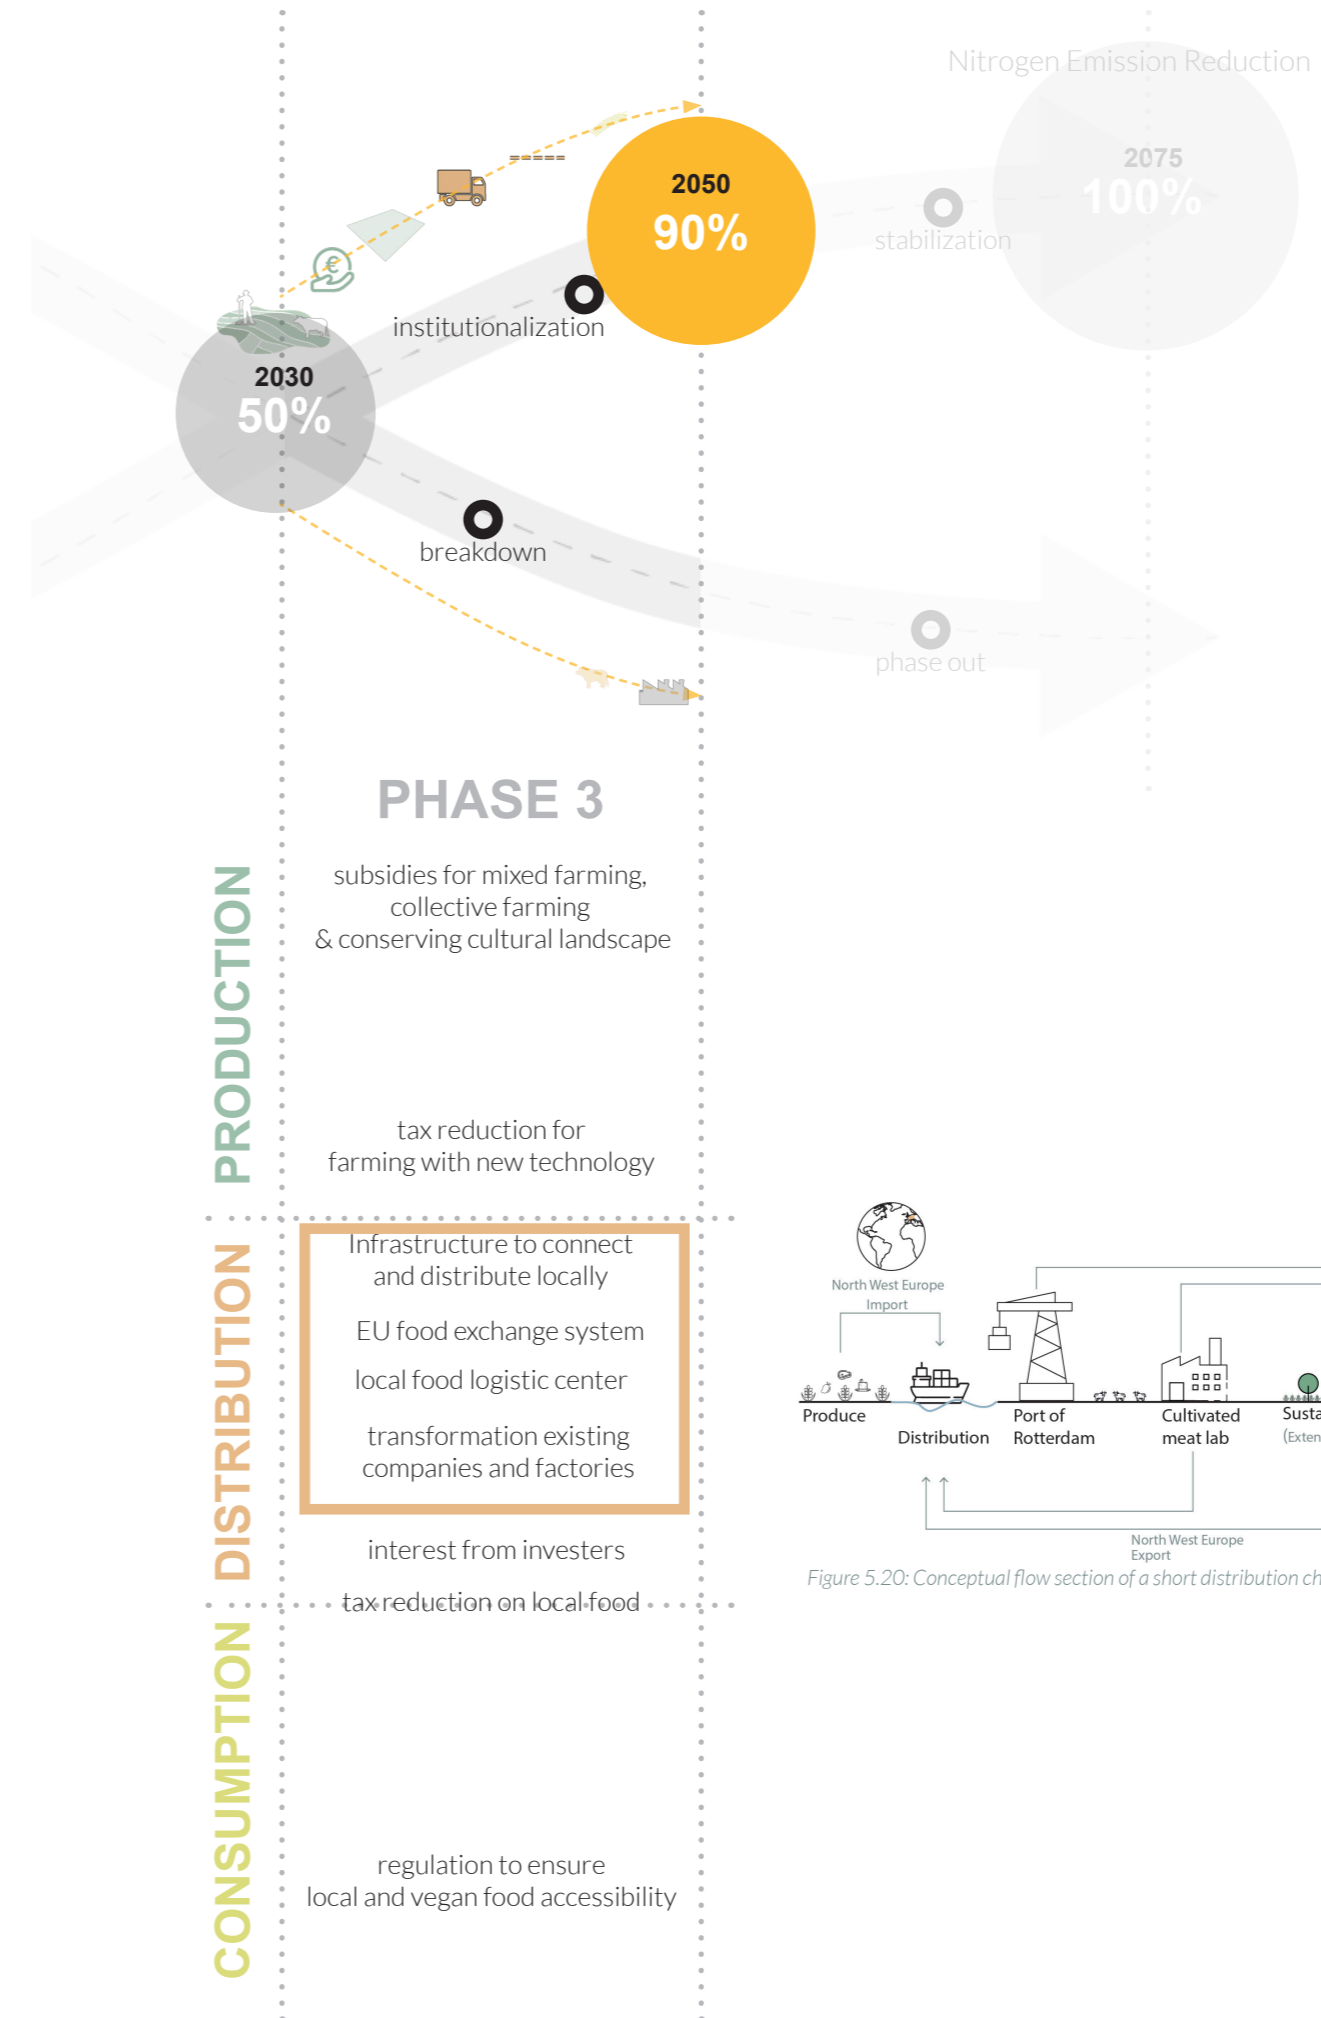 Nitrogen Emission Reduction
2075
100%
2050
90%
stabilization
institutionalization
2030
50%
breakdown
phase out
PHASE 3
PRODUCTION
subsidies for mixed farming,
collective farming
& conserving cultural landscape
tax reduction for
farming with new technology
DISTRIBUTION
Infrastructure to connect
and distribute locally
EU food exchange system
local food logistic center
transformation existing
companies and factories
interest from investers
tax reduction on local food
CONSUMPTION
regulation to ensure
local and vegan food accessibility
North West Europe
Import
Produce
Distribution
Port of
Rotterdam
Cultivated
meat lab
Susta
(Exten
North West Europe
Export
Figure 5.20: Conceptual flow section of a short distribution ch